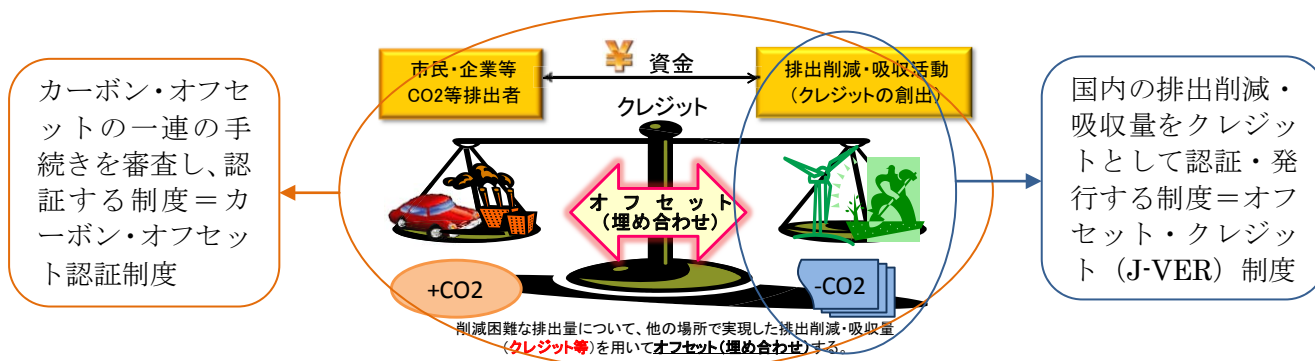 カーボン・オフセ
ットの一連の手
続きを審査し、認
証する制度＝カ
ーボン・オフセッ
ト認証制度
市民・企業等
CO2等排出者
¥ 資金
クレジット
排出削減・吸収活動
（クレジットの創出）
オフセット
（埋め合わせ）
+CO2
-CO2
削減困難な排出量について、他の場所で実現した排出削減・吸収量
（クレジット等）を用いてオフセット（埋め合わせ）する。
国内の排出削減・
吸収量をクレジッ
トとして認証・発
行する制度＝オフ
セット・クレジッ
ト（J-VER）制度